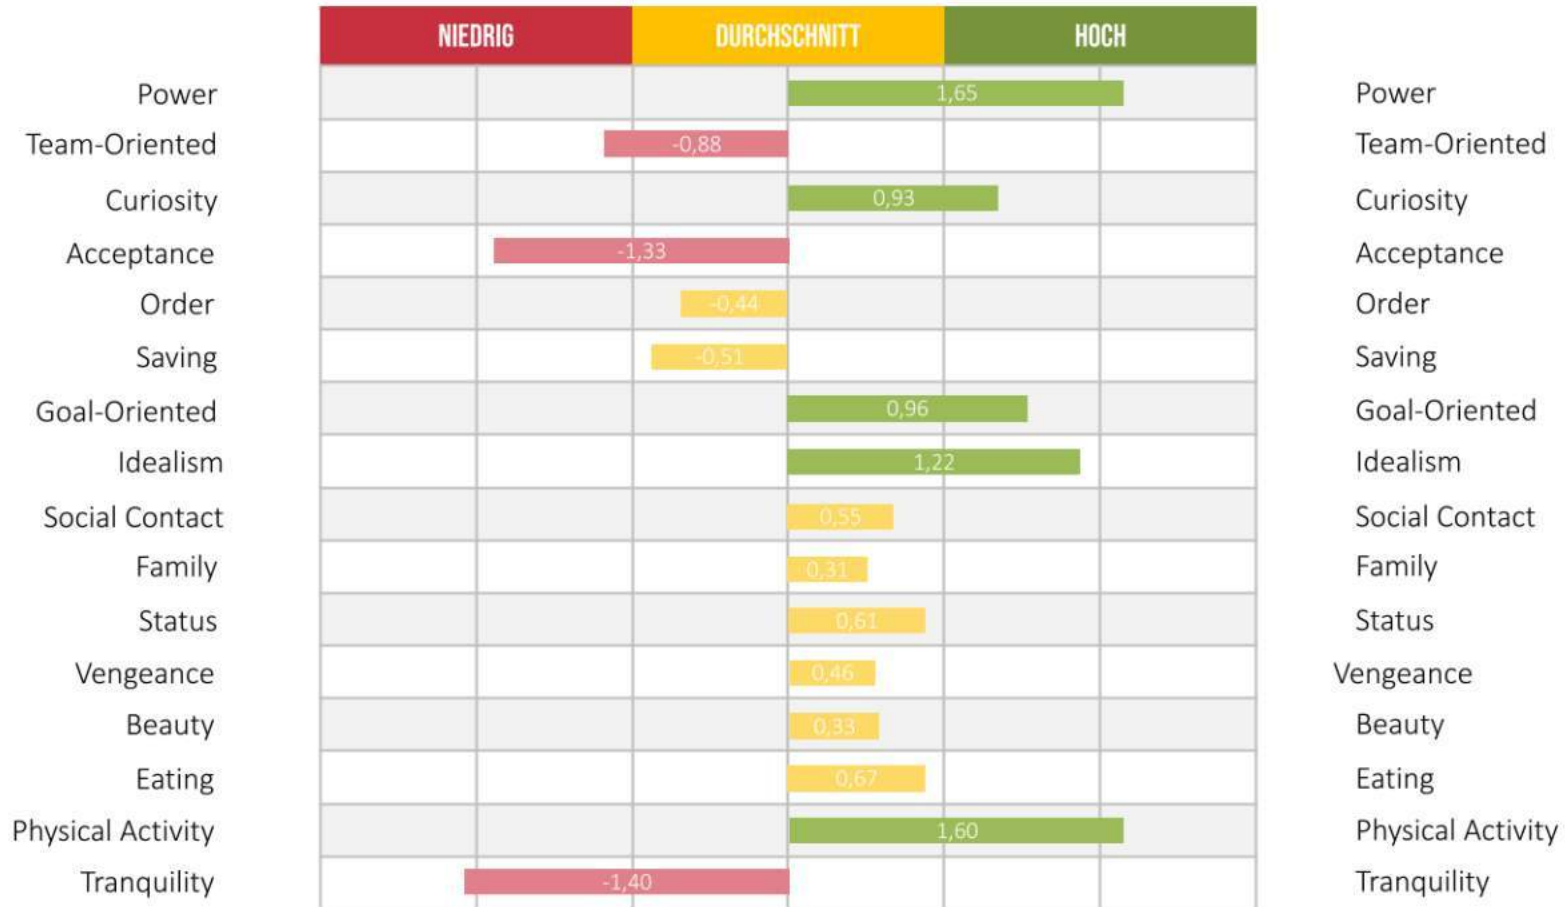 NIEDRIG DURCHSCHNITT HOCH
Power 1,65 Power
Team-Oriented -0,88 Team-Oriented
Curiosity 0,93 Curiosity
Acceptance -1,33 Acceptance
Order -0,44 Order
Saving -0,51 Saving
Goal-Oriented 0,96 Goal-Oriented
Idealism 1,22 Idealism
Social Contact 0,55 Social Contact
Family 0,31 Family
Status 0,61 Status
Vengeance 0,46 Vengeance
Beauty 0,33 Beauty
Eating 0,67 Eating
Physical Activity 1,60 Physical Activity
Tranquility -1,40 Tranquility